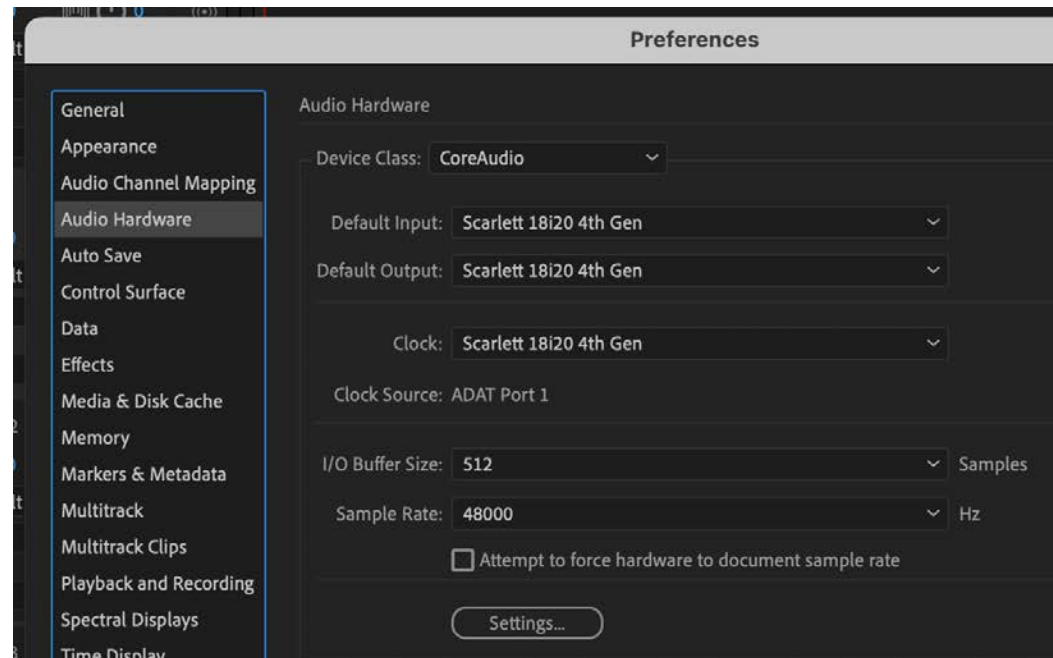 Preferences
General
Appearance
Audio Channel Mapping
Audio Hardware
Auto Save
Control Surface
Data
Effects
Media & Disk Cache
Memory
Markers & Metadata
Multitrack
Multitrack Clips
Playback and Recording
Spectral Displays
Time Display
Audio Hardware
Device Class: CoreAudio
Default Input: Scarlett 18i20 4th Gen
Default Output: Scarlett 18i20 4th Gen
Clock: Scarlett 18i20 4th Gen
Clock Source: ADAT Port 1
I/O Buffer Size: 512 Samples
Sample Rate: 48000 Hz
Attempt to force hardware to document sample rate
Settings...